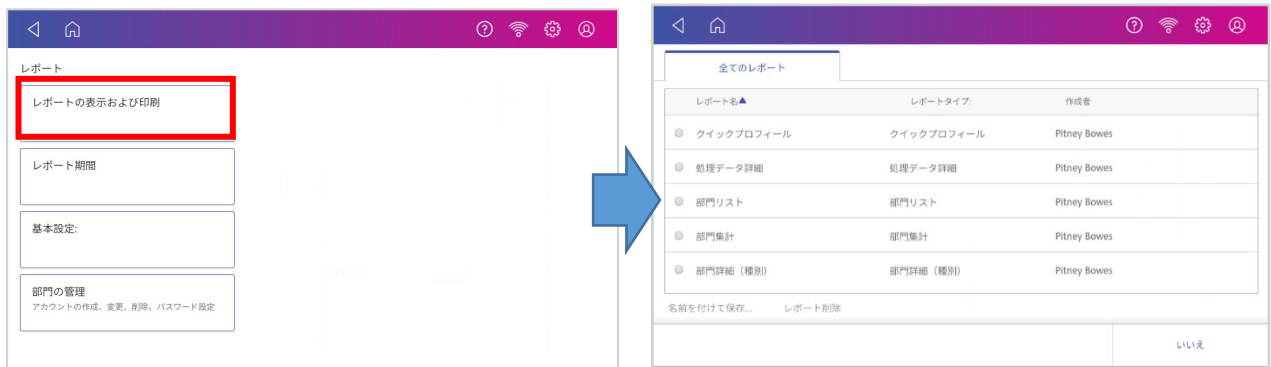 レポート
レポートの表示および印刷
レポート期間
基本設定:
部門の管理
アカウントの作成、変更、削除、パスワード設定
全てのレポート
レポート名▲ レポートタイプ: 作成者
クイックプロフィール クイックプロフィール Pitney Bowes
処理データ詳細 処理データ詳細 Pitney Bowes
部門リスト 部門リスト Pitney Bowes
部門集計 部門集計 Pitney Bowes
部門詳細（種別） 部門詳細（種別） Pitney Bowes
名前を付けて保存... レポート削除
いいえ